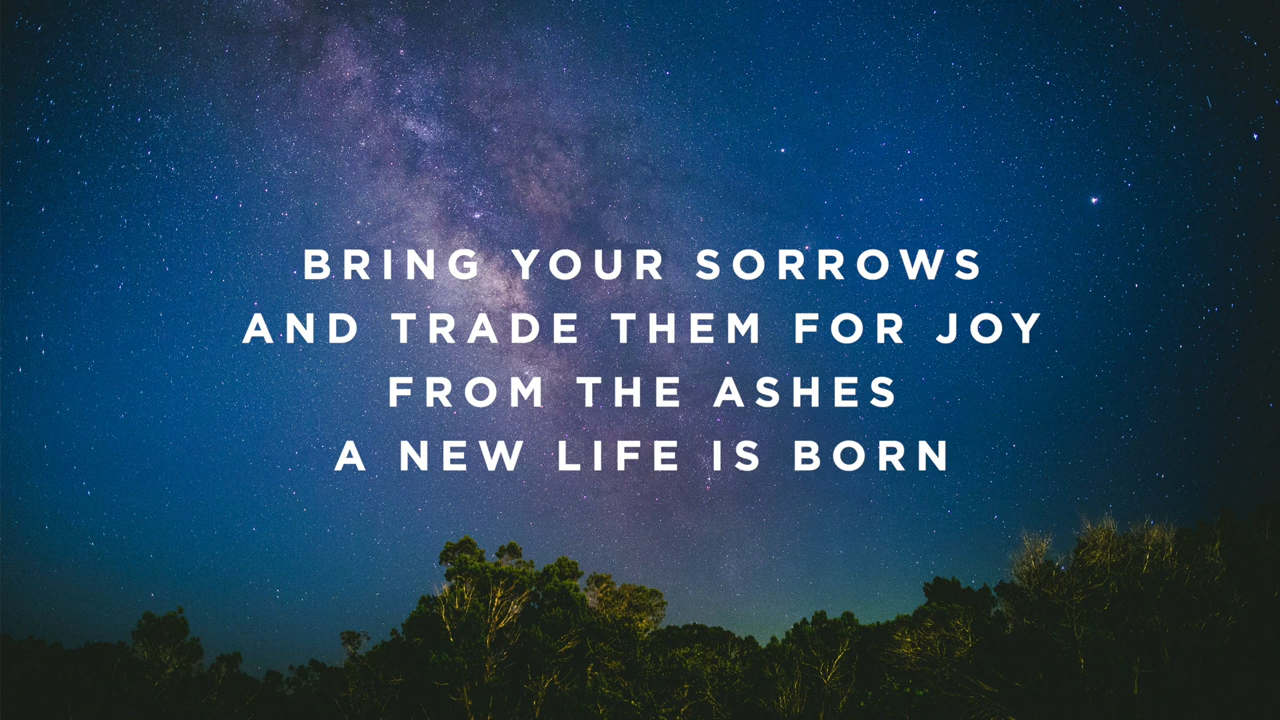 BRING YOUR SORROWS
AND TRADE THEM FOR JOY
FROM THE ASHES
A NEW LIFE IS BORN